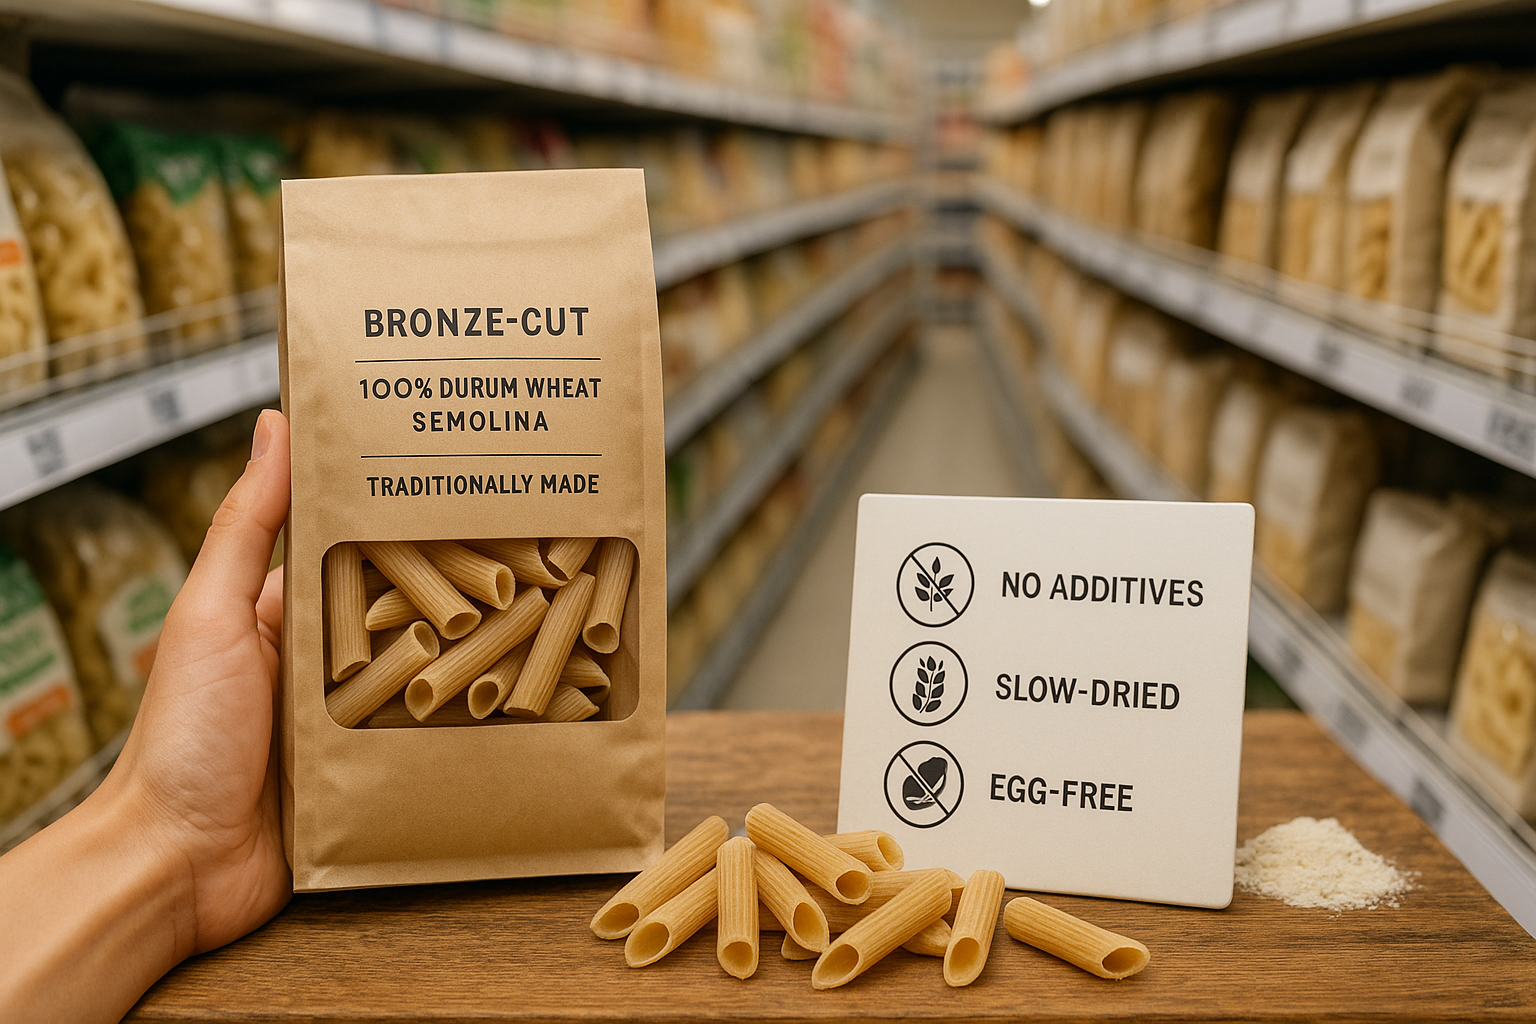 BRONZE-CUT
100% DURUM WHEAT
SEMOLINA
TRADITIONALLY MADE
NO ADDITIVES
SLOW-DRIED
EGG-FREE